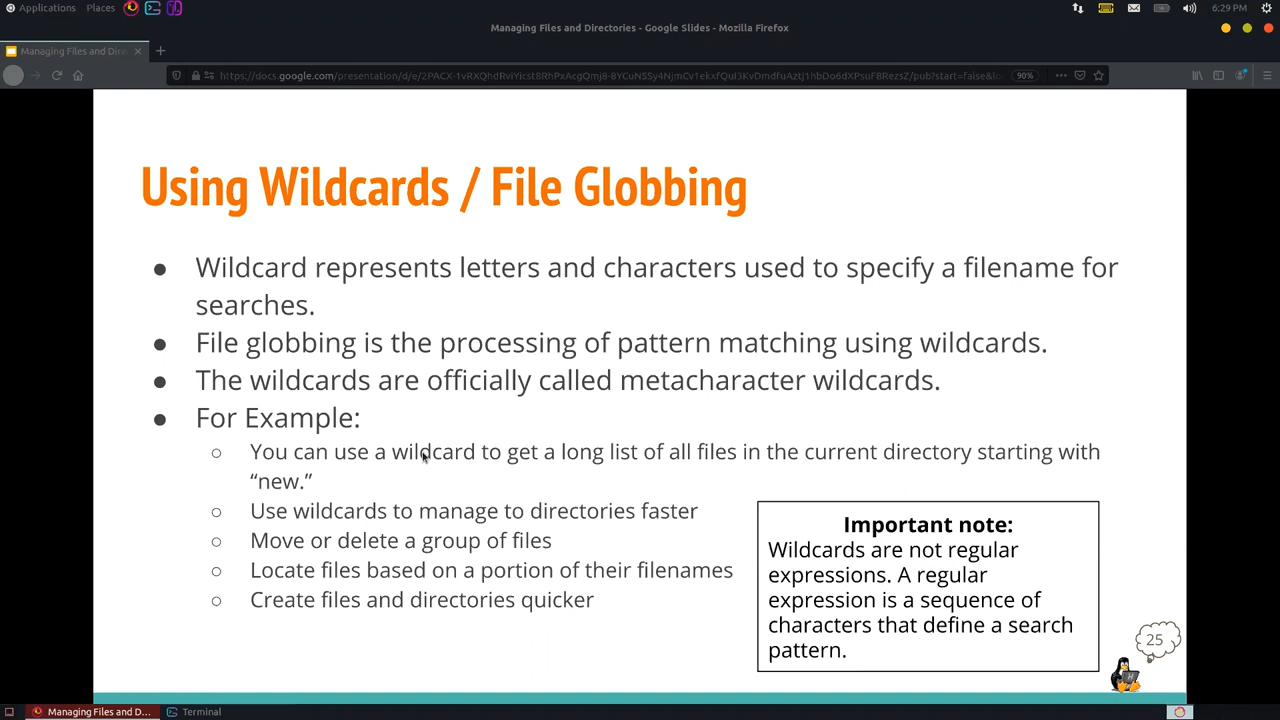 Applications Places 6:29 PM
Managing Files and Directories - Google Slides - Mozilla Firefox
Managing Files and Dire
90%
Using Wildcards / File Globbing
● Wildcard represents letters and characters used to specify a filename for
searches.
● File globbing is the processing of pattern matching using wildcards.
● The wildcards are officially called metacharacter wildcards.
● For Example:
○ You can use a wildcard to get a long list of all files in the current directory starting with
“new.”
○ Use wildcards to manage to directories faster
○ Move or delete a group of files
○ Locate files based on a portion of their filenames
○ Create files and directories quicker
Important note:
Wildcards are not regular
expressions. A regular
expression is a sequence of
characters that define a search
pattern.
25
Managing Files and D... Terminal